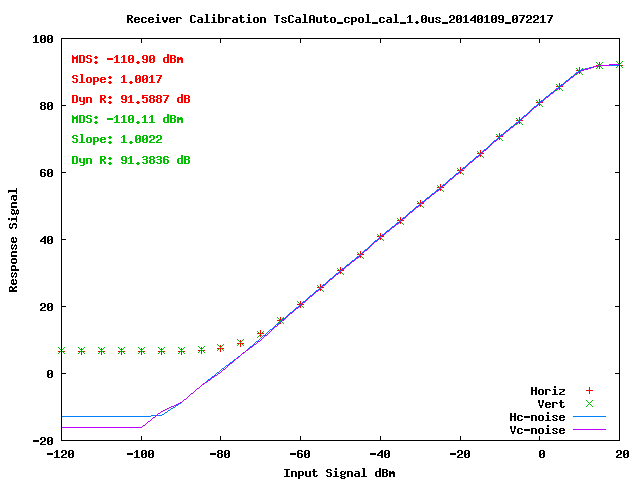 Receiver Calibration TsCalAuto_cpol_cal_1.0us_20140109_072217
100
80
60
40
20
0
-20
Response Signal
MDS: -110.90 dBm
Slope: 1.0017
Dyn R: 91.5887 dB
MDS: -110.11 dBm
Slope: 1.0022
Dyn R: 91.3836 dB
Horiz
Vert
Hc-noise
Vc-noise
-120 -100 -80 -60 -40 -20 0 20
Input Signal dBm